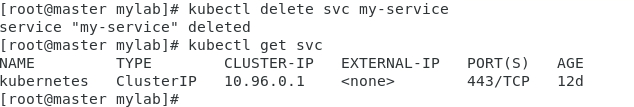 [root@master mylab]# kubectl delete svc my-service
service "my-service" deleted
[root@master mylab]# kubectl get svc
NAME         TYPE        CLUSTER-IP   EXTERNAL-IP   PORT(S)   AGE
kubernetes   ClusterIP   10.96.0.1    <none>        443/TCP   12d
[root@master mylab]#